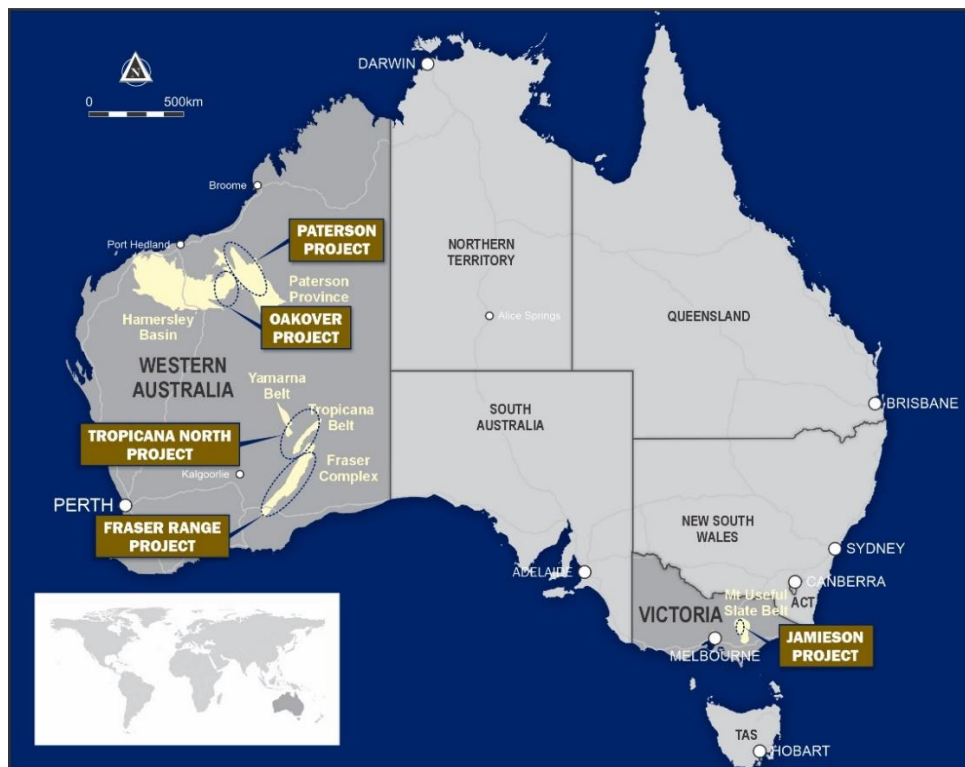 DARWIN
0 500km
Broome
PATERSON
PROJECT
Port Hedland
NORTHERN
TERRITORY
Paterson
Province
OAKOVER
PROJECT
Hamersley
Basin
Alice Springs
QUEENSLAND
WESTERN
AUSTRALIA
Yamarna
Belt
Tropicana
Belt
SOUTH
AUSTRALIA
BRISBANE
TROPICANA NORTH
PROJECT
Kalgoorlie
Fraser
Complex
PERTH
FRASER RANGE
PROJECT
NEW SOUTH
WALES
SYDNEY
ADELAIDE
CANBERRA
ACT
Mt Useful
Slate Belt
VICTORIA
JAMIESON
PROJECT
MELBOURNE
TAS
HOBART